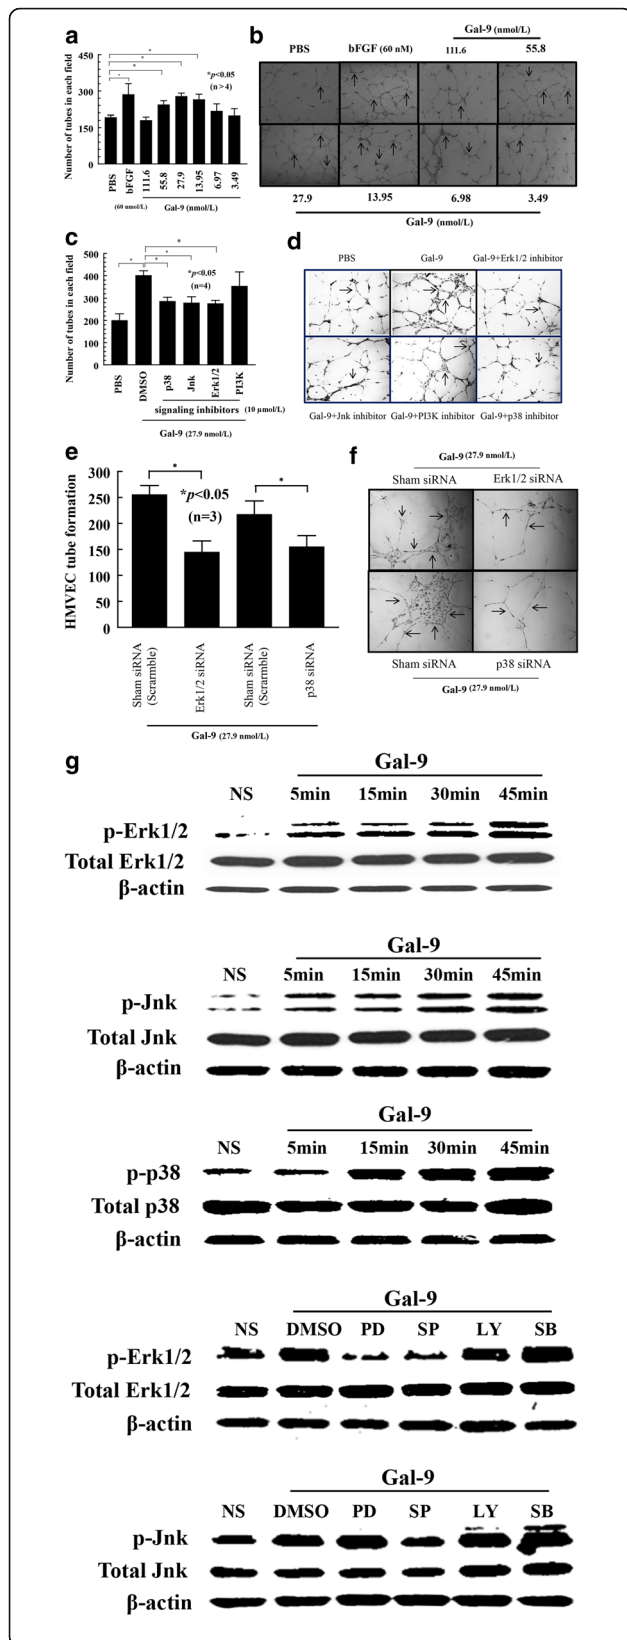 a
Number of tubes in each field
450
300
150
0
*
*
*
*
*p<0.05
(n > 4)
PBS
bFGF
111.6
55.8
27.9
13.95
6.97
3.49
(60 nmol/L)
Gal-9 (nmol/L)
b
Gal-9 (nmol/L)
PBS
bFGF (60 nM)
111.6
55.8
27.9
13.95
6.98
3.49
Gal-9 (nmol/L)
c
Number of tubes in each field
500
400
300
200
100
0
*
*
*
*
*p<0.05
(n=4)
PBS
DMSO
p38
Jnk
Erk1/2
PI3K
signaling inhibitors (10 µmol/L)
Gal-9 (27.9 nmol/L)
d
PBS
Gal-9
Gal-9+Erk1/2 inhibitor
Gal-9+Jnk inhibitor
Gal-9+PI3K inhibitor
Gal-9+p38 inhibitor
e
HMVEC tube formation
300
250
200
150
100
50
0
*
*
*p<0.05
(n=3)
Sham siRNA
(Scrarmble)
Erk1/2 siRNA
Sham siRNA
(Scrarmble)
p38 siRNA
Gal-9 (27.9 nmol/L)
f
Gal-9 (27.9 nmol/L)
Sham siRNA
Erk1/2 siRNA
Sham siRNA
p38 siRNA
Gal-9 (27.9 nmol/L)
g
Gal-9
NS 5min 15min 30min 45min
p-Erk1/2
Total Erk1/2
β-actin
Gal-9
NS 5min 15min 30min 45min
p-Jnk
Total Jnk
β-actin
Gal-9
NS 5min 15min 30min 45min
p-p38
Total p38
β-actin
Gal-9
NS DMSO PD SP LY SB
p-Erk1/2
Total Erk1/2
β-actin
Gal-9
NS DMSO PD SP LY SB
p-Jnk
Total Jnk
β-actin